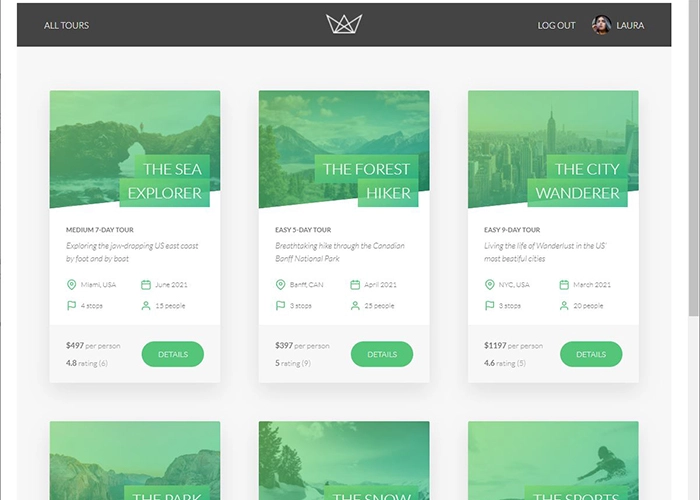 ALL TOURS
LOG OUT
LAURA
THE SEA
EXPLORER
MEDIUM 7-DAY TOUR
Exploring the jaw-dropping US east coast
by foot and by boat
Miami, USA
June 2021
4 stops
15 people
$497 per person
4.8 rating (6)
DETAILS
THE FOREST
HIKER
EASY 5-DAY TOUR
Breathtaking hike through the Canadian
Banff National Park
Banff, CAN
April 2021
3 stops
25 people
$397 per person
5 rating (9)
DETAILS
THE CITY
WANDERER
EASY 9-DAY TOUR
Living the life of Wanderlust in the US'
most beatiful cities
NYC, USA
March 2021
3 stops
20 people
$1197 per person
4.6 rating (5)
DETAILS
THE PARK
THE SNOW
THE SPORTS